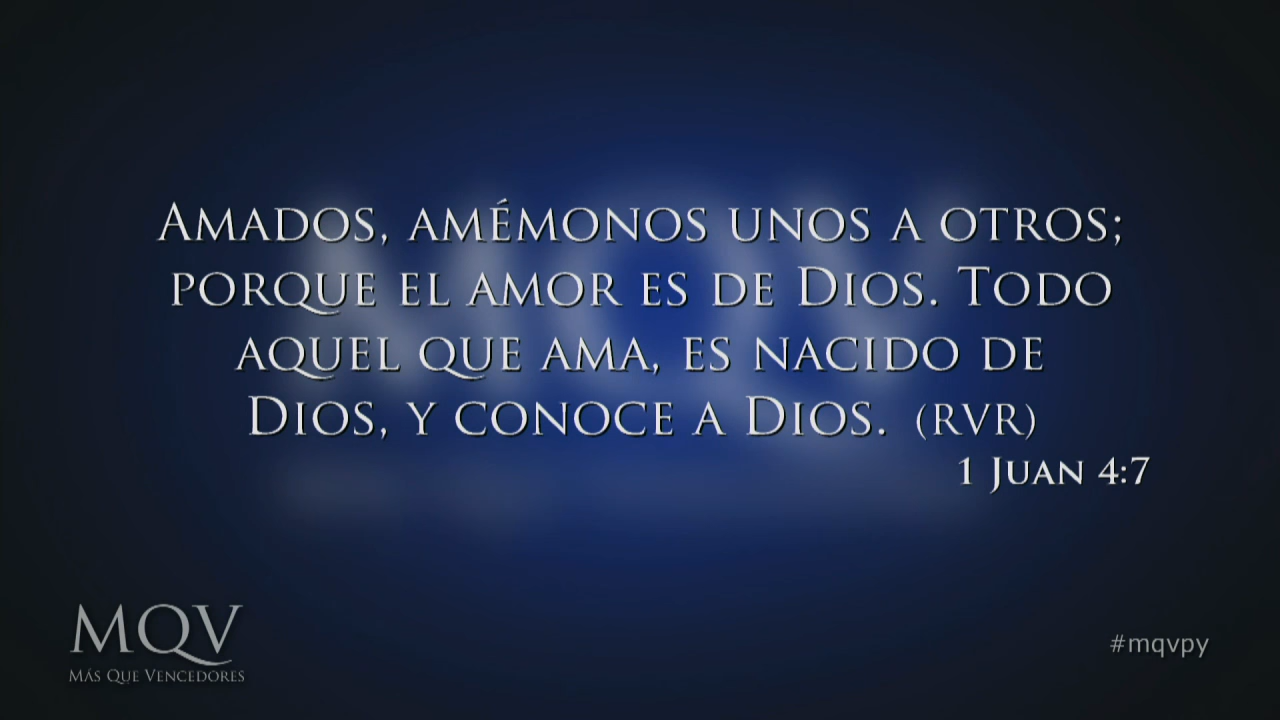 Amados, amémonos unos a otros;
porque el amor es de Dios. Todo
aquel que ama, es nacido de
Dios, y conoce a Dios. (RVR)
1 Juan 4:7
MQV
Más Que Vencedores
#mqvpy